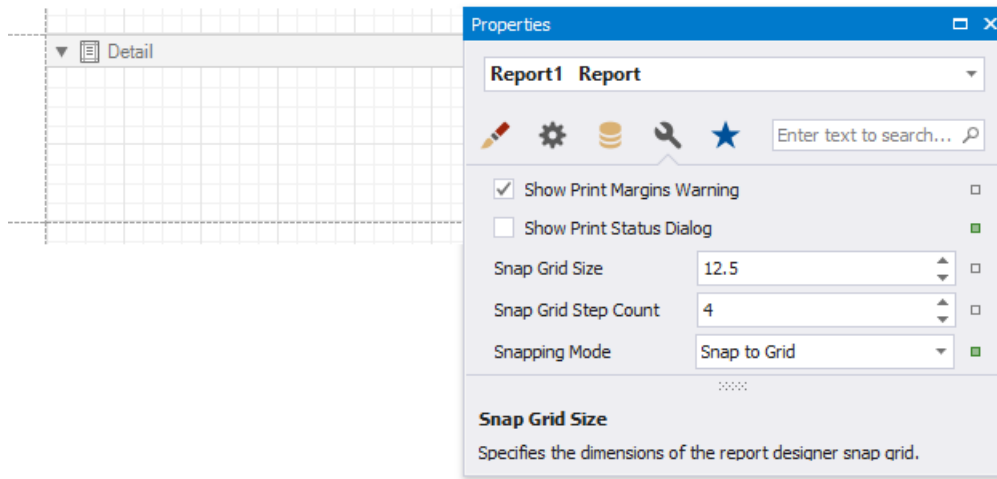 Detail
Properties
Report1 Report
Enter text to search...
Show Print Margins Warning
Show Print Status Dialog
Snap Grid Size 12.5
Snap Grid Step Count 4
Snapping Mode Snap to Grid
Snap Grid Size
Specifies the dimensions of the report designer snap grid.